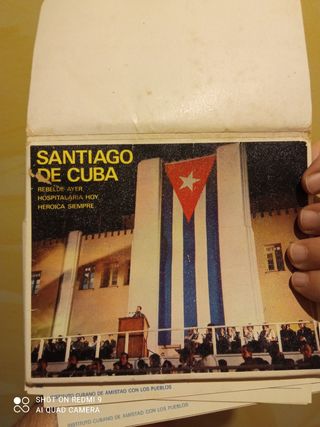 SANTIAGO
DE CUBA
REBELDE AYER,
HOSPITALARIA HOY,
HEROICA SIEMPRE.
CUBANO DE AMISTAD CON LOS PUEBLOS
INSTITUTO CUBANO DE AMISTAD CON LOS PUEBLOS
SHOT ON REDMI 9
AI QUAD CAMERA